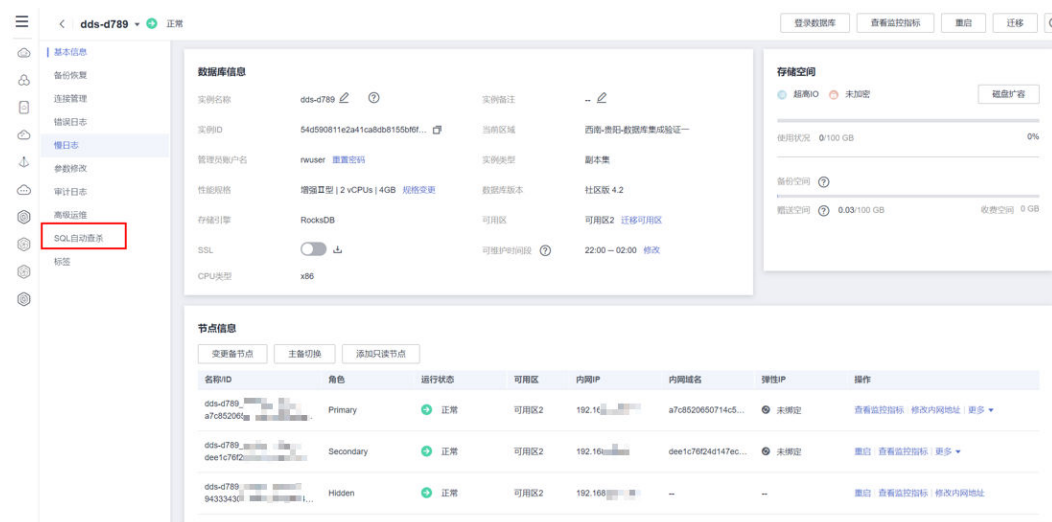 dds-d789 正常
登录数据库 查看监控指标 重启 迁移
基本信息
备份恢复
连接管理
错误日志
慢日志
参数修改
审计日志
高级运维
SQL自动查杀
标签
数据库信息
实例名称 dds-d789 实例备注 --
实例ID 54d590811e2a41ca8db8155bf6f... 当前区域 西南-贵阳-数据库集成验证一
管理员账户名 rwuser 重置密码 实例类型 副本集
性能规格 增强II型 | 2 vCPUs | 4GB 规格变更 数据库版本 社区版 4.2
存储引擎 RocksDB 可用区 可用区2 迁移可用区
SSL 可维护时间段 22:00 – 02:00 修改
CPU类型 x86
存储空间
超高IO 未加密 磁盘扩容
使用状况 0/100 GB 0%
备份空间
赠送空间 0.03/100 GB 收费空间 0 GB
节点信息
变更备节点 主备切换 添加只读节点
名称/ID 角色 运行状态 可用区 内网IP 内网域名 弹性IP 操作
dds-d789_
a7c852065 Primary 正常 可用区2 192.16 a7c8520650714c5... 未绑定 查看监控指标 修改内网地址 更多
dds-d789_
dee1c76f2 Secondary 正常 可用区2 192.16 dee1c76f24d147ec... 未绑定 重启 查看监控指标 更多
dds-d789
94333430 Hidden 正常 可用区2 192.168 -- -- 重启 查看监控指标 修改内网地址